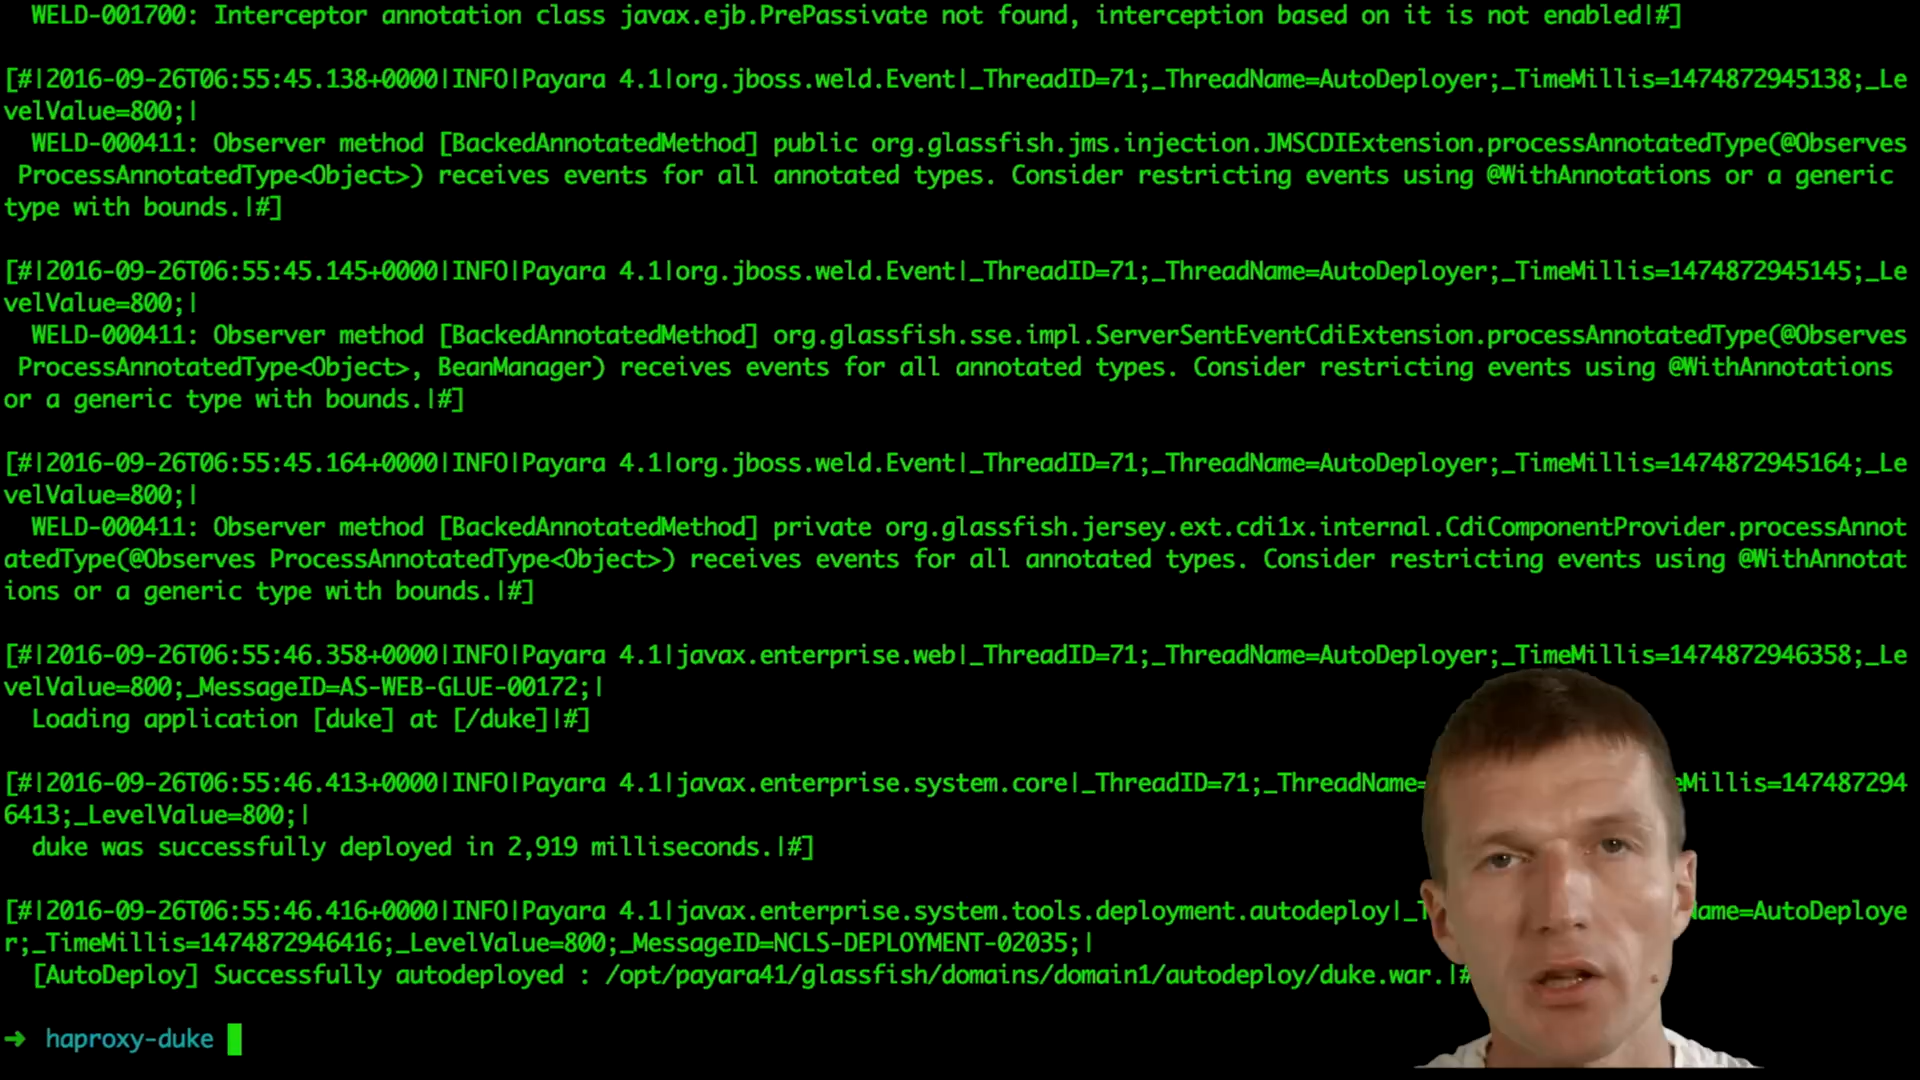 WELD-001700: Interceptor annotation class javax.ejb.PrePassivate not found, interception based on it is not enabled|#]
[#|2016-09-26T06:55:45.138+0000|INFO|Payara 4.1|org.jboss.weld.Event|_ThreadID=71;_ThreadName=AutoDeployer;_TimeMillis=1474872945138;_Le
velValue=800;|
WELD-000411: Observer method [BackedAnnotatedMethod] public org.glassfish.jms.injection.JMSCDIExtension.processAnnotatedType(@Observes
ProcessAnnotatedType<Object>) receives events for all annotated types. Consider restricting events using @WithAnnotations or a generic
type with bounds.|#]
[#|2016-09-26T06:55:45.145+0000|INFO|Payara 4.1|org.jboss.weld.Event|_ThreadID=71;_ThreadName=AutoDeployer;_TimeMillis=1474872945145;_Le
velValue=800;|
WELD-000411: Observer method [BackedAnnotatedMethod] org.glassfish.sse.impl.ServerSentEventCdiExtension.processAnnotatedType(@Observes
ProcessAnnotatedType<Object>, BeanManager) receives events for all annotated types. Consider restricting events using @WithAnnotations
or a generic type with bounds.|#]
[#|2016-09-26T06:55:45.164+0000|INFO|Payara 4.1|org.jboss.weld.Event|_ThreadID=71;_ThreadName=AutoDeployer;_TimeMillis=1474872945164;_Le
velValue=800;|
WELD-000411: Observer method [BackedAnnotatedMethod] private org.glassfish.jersey.ext.cdi1x.internal.CdiComponentProvider.processAnnot
atedType(@Observes ProcessAnnotatedType<Object>) receives events for all annotated types. Consider restricting events using @WithAnnotat
ions or a generic type with bounds.|#]
[#|2016-09-26T06:55:46.358+0000|INFO|Payara 4.1|javax.enterprise.web|_ThreadID=71;_ThreadName=AutoDeployer;_TimeMillis=1474872946358;_Le
velValue=800;_MessageID=AS-WEB-GLUE-00172;|
Loading application [duke] at [/duke]|#]
[#|2016-09-26T06:55:46.413+0000|INFO|Payara 4.1|javax.enterprise.system.core|_ThreadID=71;_ThreadName= eMillis=147487294
6413;_LevelValue=800;|
duke was successfully deployed in 2,919 milliseconds.|#]
[#|2016-09-26T06:55:46.416+0000|INFO|Payara 4.1|javax.enterprise.system.tools.deployment.autodeploy|_T ame=AutoDeploye
r;_TimeMillis=1474872946416;_LevelValue=800;_MessageID=NCLS-DEPLOYMENT-02035;|
[AutoDeploy] Successfully autodeployed : /opt/payara41/glassfish/domains/domain1/autodeploy/duke.war.|#
➜ haproxy-duke